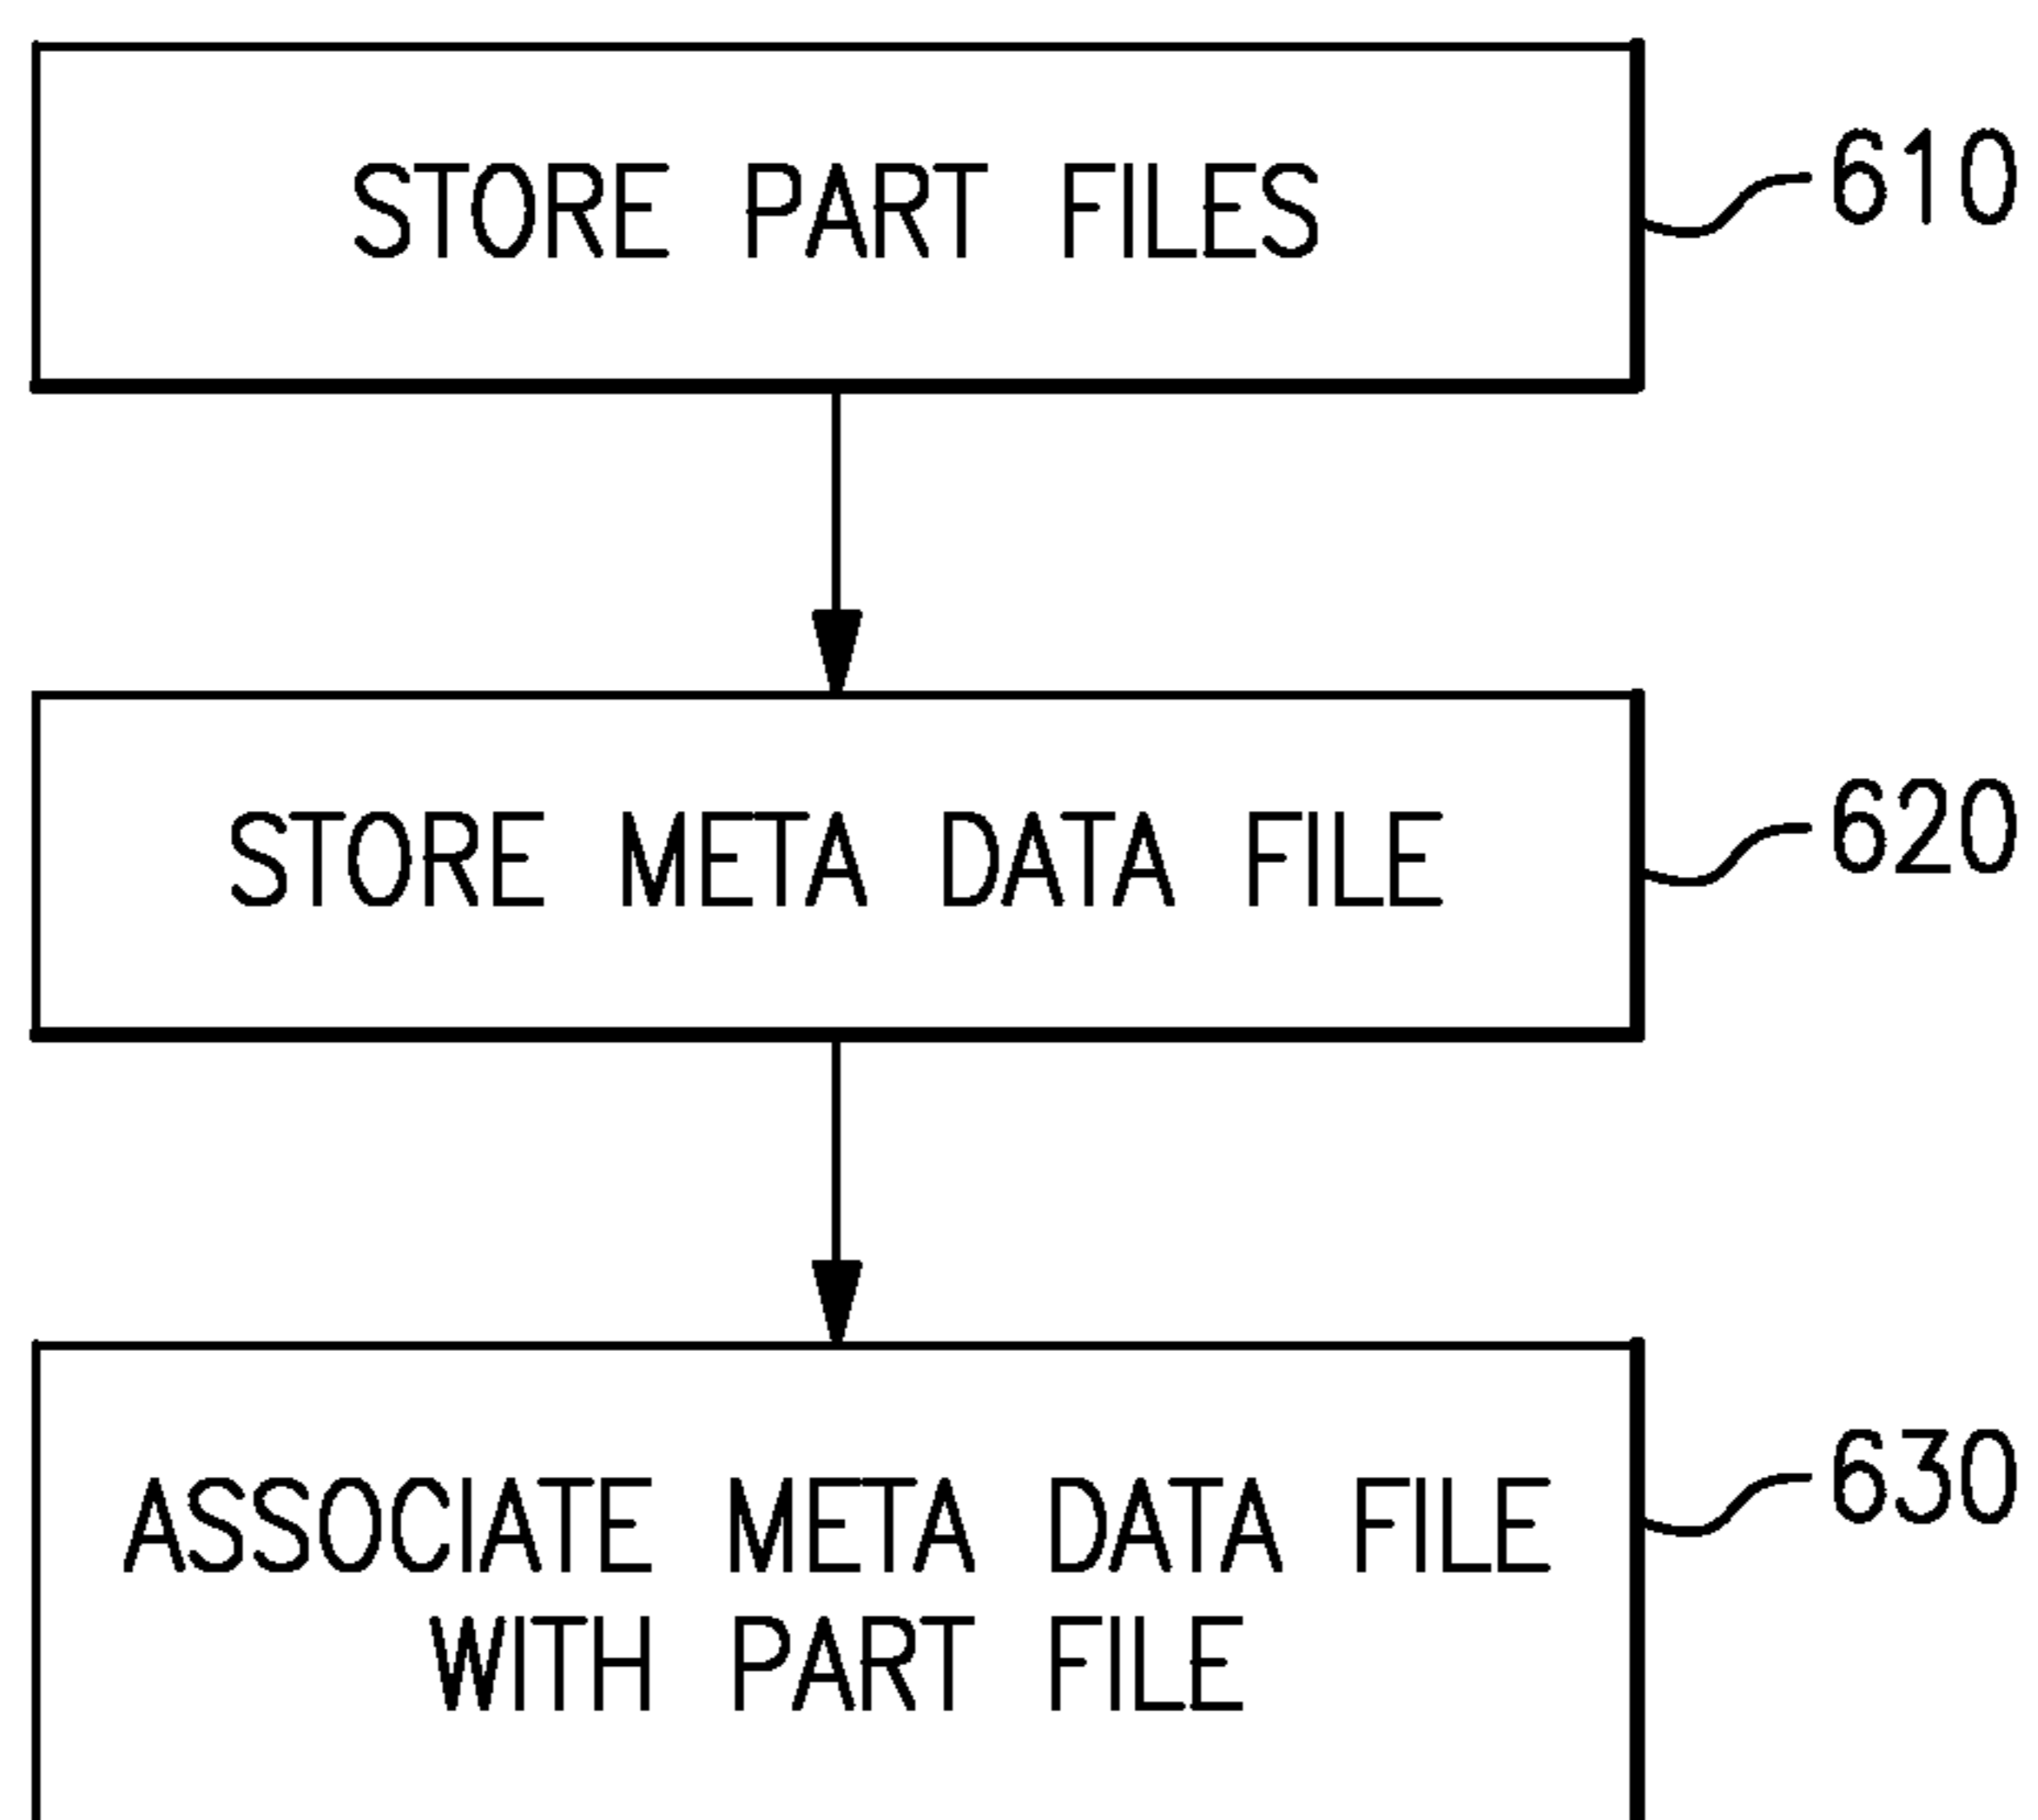 STORE PART FILES
610
STORE META DATA FILE
620
ASSOCIATE META DATA FILE
WITH PART FILE
630